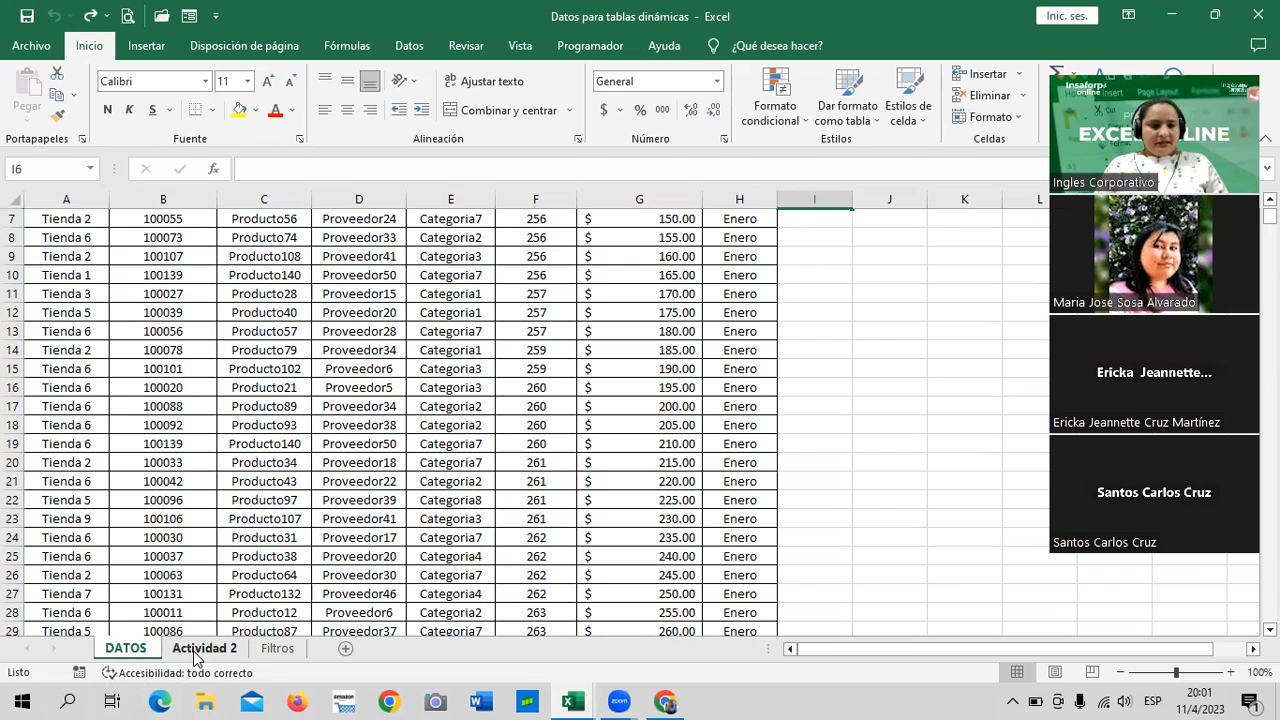 Datos para tablas dinámicas - Excel
Inic. ses.
Archivo Inicio Insertar Disposición de página Fórmulas Datos Revisar Vista Programador Ayuda ¿Qué desea hacer?
Pegar
Calibri 11
Ajustar texto
General
Formato condicional
Dar formato como tabla
Estilos de celda
Insertar
Eliminar
Formato
N K S
Combinar y centrar
$ % 000
Portapapeles Fuente Número Estilos Celdas
I6 fx
A B C D E F G H I J K L
7 Tienda 2 100055 Producto56 Proveedor24 Categoria7 256 $ 150.00 Enero
8 Tienda 6 100073 Producto74 Proveedor33 Categoria2 256 $ 155.00 Enero
9 Tienda 2 100107 Producto108 Proveedor41 Categoria3 256 $ 160.00 Enero
10 Tienda 1 100139 Producto140 Proveedor50 Categoria7 256 $ 165.00 Enero
11 Tienda 3 100027 Producto28 Proveedor15 Categoria1 257 $ 170.00 Enero
12 Tienda 5 100039 Producto40 Proveedor20 Categoria1 257 $ 175.00 Enero
13 Tienda 6 100056 Producto57 Proveedor28 Categoria7 257 $ 180.00 Enero
14 Tienda 2 100078 Producto79 Proveedor34 Categoria1 259 $ 185.00 Enero
15 Tienda 6 100101 Producto102 Proveedor6 Categoria3 259 $ 190.00 Enero
16 Tienda 6 100020 Producto21 Proveedor5 Categoria3 260 $ 195.00 Enero
17 Tienda 6 100088 Producto89 Proveedor34 Categoria2 260 $ 200.00 Enero
18 Tienda 6 100092 Producto93 Proveedor38 Categoria2 260 $ 205.00 Enero
19 Tienda 6 100139 Producto140 Proveedor50 Categoria7 260 $ 210.00 Enero
20 Tienda 2 100033 Producto34 Proveedor18 Categoria7 261 $ 215.00 Enero
21 Tienda 6 100042 Producto43 Proveedor22 Categoria2 261 $ 220.00 Enero
22 Tienda 5 100096 Producto97 Proveedor39 Categoria8 261 $ 225.00 Enero
23 Tienda 9 100106 Producto107 Proveedor41 Categoria3 261 $ 230.00 Enero
24 Tienda 6 100030 Producto31 Proveedor17 Categoria7 262 $ 235.00 Enero
25 Tienda 6 100037 Producto38 Proveedor20 Categoria4 262 $ 240.00 Enero
26 Tienda 2 100063 Producto64 Proveedor30 Categoria7 262 $ 245.00 Enero
27 Tienda 7 100131 Producto132 Proveedor46 Categoria4 262 $ 250.00 Enero
28 Tienda 6 100011 Producto12 Proveedor6 Categoria2 263 $ 255.00 Enero
29 Tienda 5 100086 Producto87 Proveedor37 Categoria7 263 $ 260.00 Enero
Insaforp online
Page Layout
EXCEL ONLINE
Ingles Corporativo
Maria Jose Sosa Alvarado
Ericka Jeannette...
Ericka Jeannette Cruz Martínez
Santos Carlos Cruz
Santos Carlos Cruz
DATOS Actividad 2 Filtros
Listo Accesibilidad: todo correcto 100%
amazon
ESP
20:01
11/4/2023